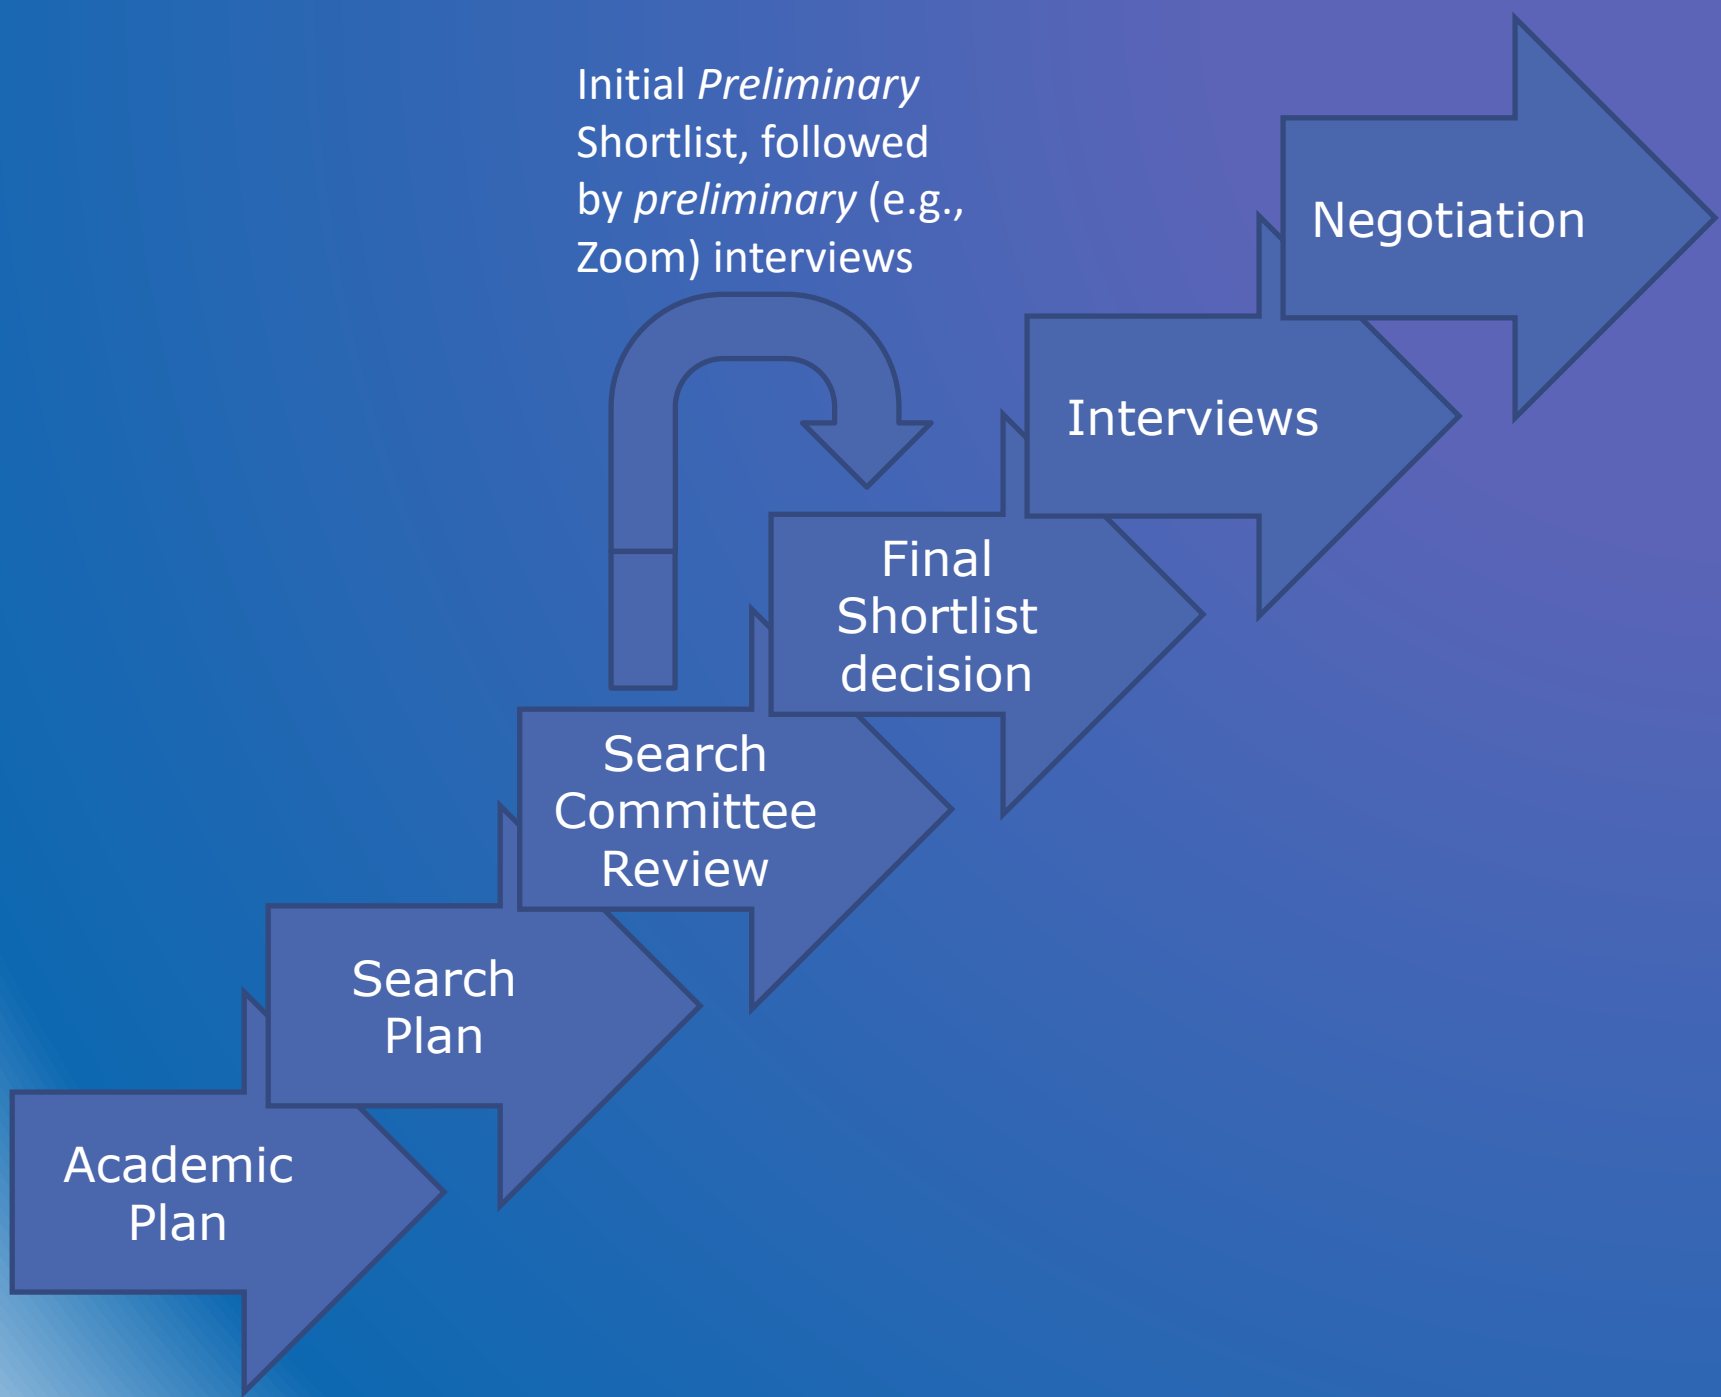 Initial Preliminary
Shortlist, followed
by preliminary (e.g.,
Zoom) interviews
Negotiation
Interviews
Final
Shortlist
decision
Search
Committee
Review
Search
Plan
Academic
Plan